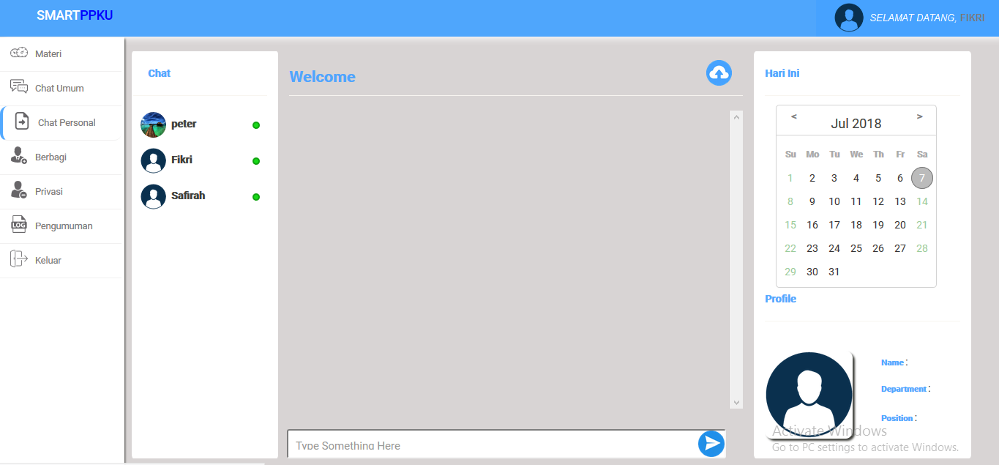 SMARTPPKU
SELAMAT DATANG, FIKRI
Materi
Chat Umum
Chat Personal
Berbagi
Privasi
LOG
Pengumuman
Keluar
Chat
peter
Fikri
Safirah
Welcome
Type Something Here
Hari Ini
< Jul 2018 >
Su Mo Tu We Th Fr Sa
1 2 3 4 5 6 7
8 9 10 11 12 13 14
15 16 17 18 19 20 21
22 23 24 25 26 27 28
29 30 31
Profile
Name :
Department :
Position :
Activate Windows
Go to PC settings to activate Windows.